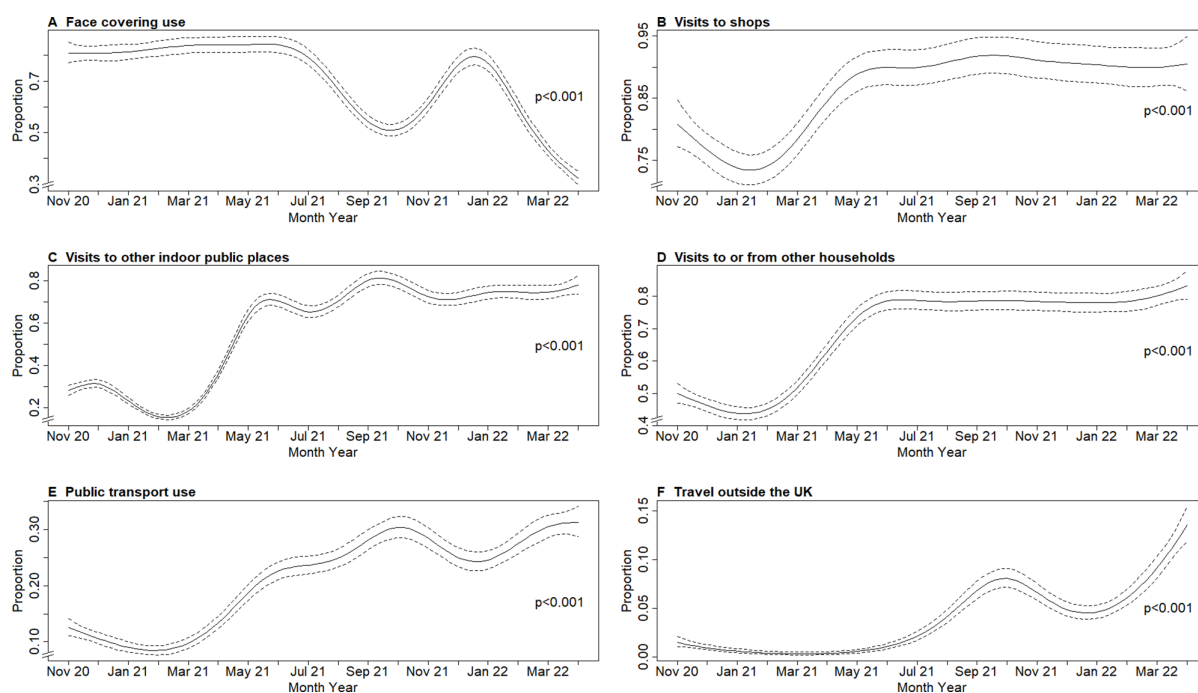 A Face covering use
Proportion
0.7
0.5
0.3
p<0.001
Nov 20 Jan 21 Mar 21 May 21 Jul 21 Sep 21 Nov 21 Jan 22 Mar 22
Month Year
B Visits to shops
Proportion
0.95
0.85
0.75
p<0.001
Nov 20 Jan 21 Mar 21 May 21 Jul 21 Sep 21 Nov 21 Jan 22 Mar 22
Month Year
C Visits to other indoor public places
Proportion
0.8
0.6
0.4
0.2
p<0.001
Nov 20 Jan 21 Mar 21 May 21 Jul 21 Sep 21 Nov 21 Jan 22 Mar 22
Month Year
D Visits to or from other households
Proportion
0.8
0.7
0.6
0.5
0.4
p<0.001
Nov 20 Jan 21 Mar 21 May 21 Jul 21 Sep 21 Nov 21 Jan 22 Mar 22
Month Year
E Public transport use
Proportion
0.30
0.20
0.10
p<0.001
Nov 20 Jan 21 Mar 21 May 21 Jul 21 Sep 21 Nov 21 Jan 22 Mar 22
Month Year
F Travel outside the UK
Proportion
0.15
0.10
0.05
0.00
p<0.001
Nov 20 Jan 21 Mar 21 May 21 Jul 21 Sep 21 Nov 21 Jan 22 Mar 22
Month Year